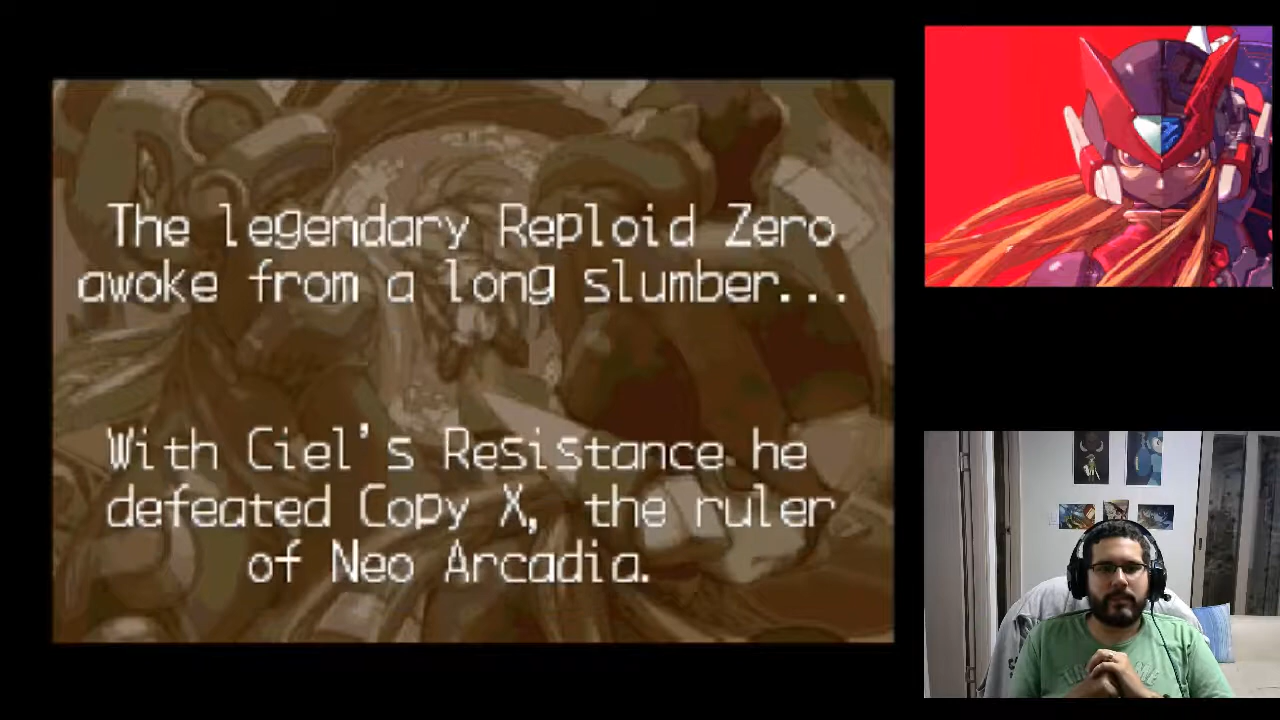 The legendary Reploid Zero
awoke from a long slumber...
With Ciel's Resistance he
defeated Copy X, the ruler
of Neo Arcadia.